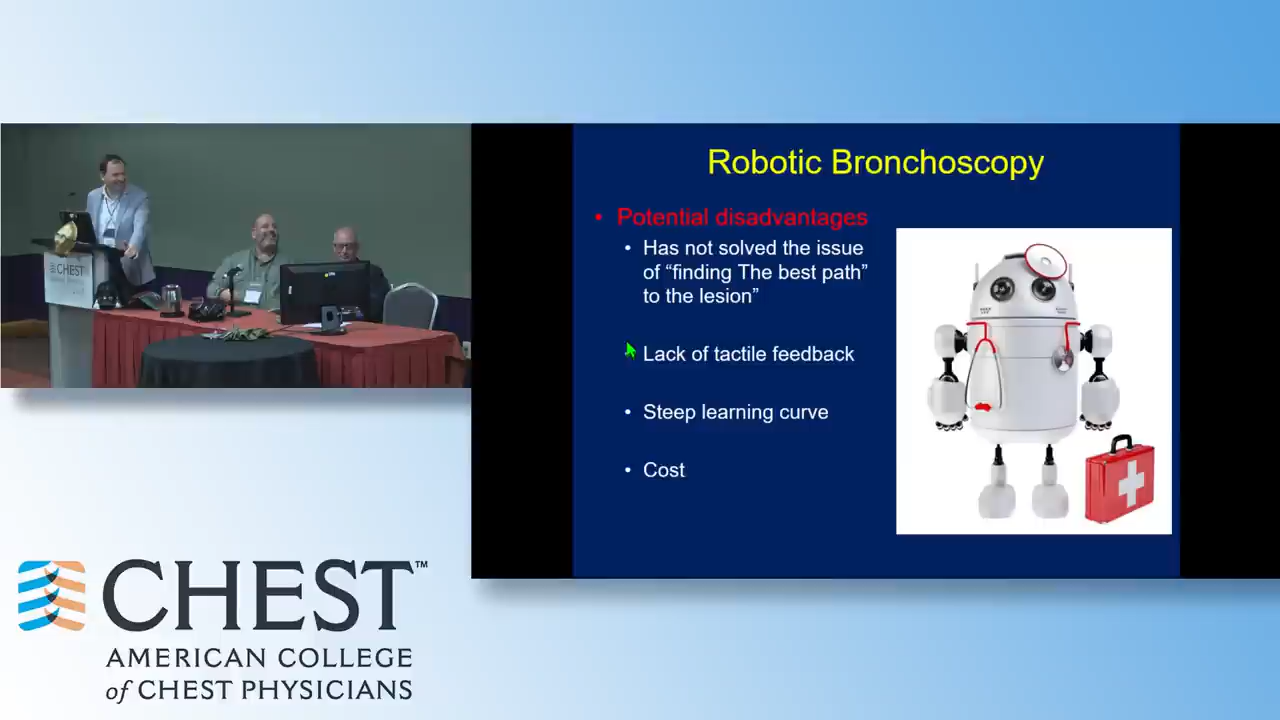 CHEST
Robotic Bronchoscopy
• Potential disadvantages
• Has not solved the issue
of “finding The best path”
to the lesion”
Lack of tactile feedback
• Steep learning curve
• Cost
CHEST™
AMERICAN COLLEGE
of CHEST PHYSICIANS